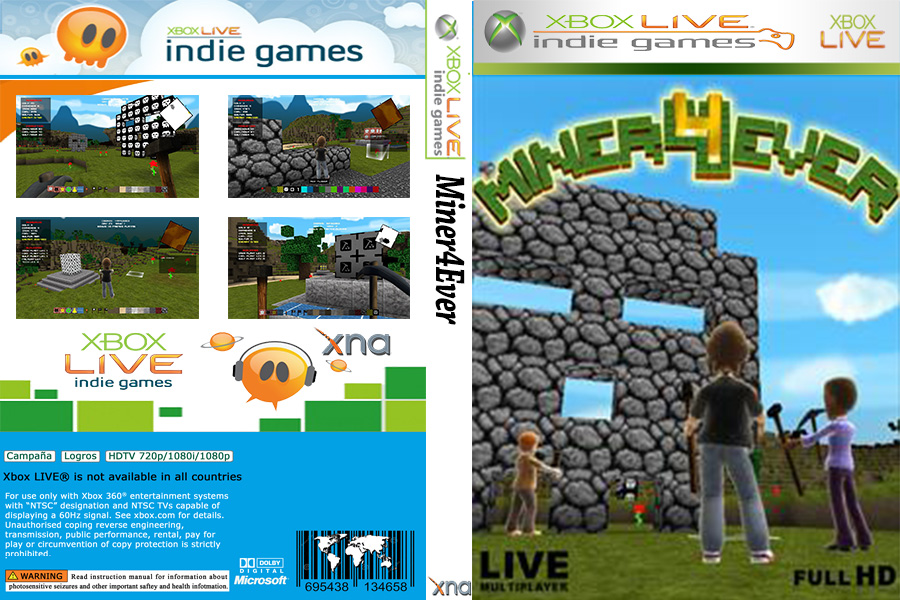 XBOX LIVE
indie games
XBOX LIVE
indie games
Campaña Logros HDTV 720p/1080i/1080p
Xbox LIVE® is not available in all countries
For use only with Xbox 360® entertainment systems
with “NTSC” designation and NTSC TVs capable of
displaying a 60Hz signal. See xbox.com for details.
Unauthorised coping reverse engineering,
transmission, public performance, rental, pay for
play or circumvention of copy protection is strictly
prohibited.
WARNING Read instruction manual for information about
photosensitive seizures and other important saftey and health infotmation.
xna
DOLBY
DIGITAL
Microsoft®
695438 134658
XBOX LIVE
indie games
Miner4Ever
xna
XBOX LIVE
indie games
XBOX
LIVE
MINER4EVER
LIVE
MULTIPLAYER
FULL HD